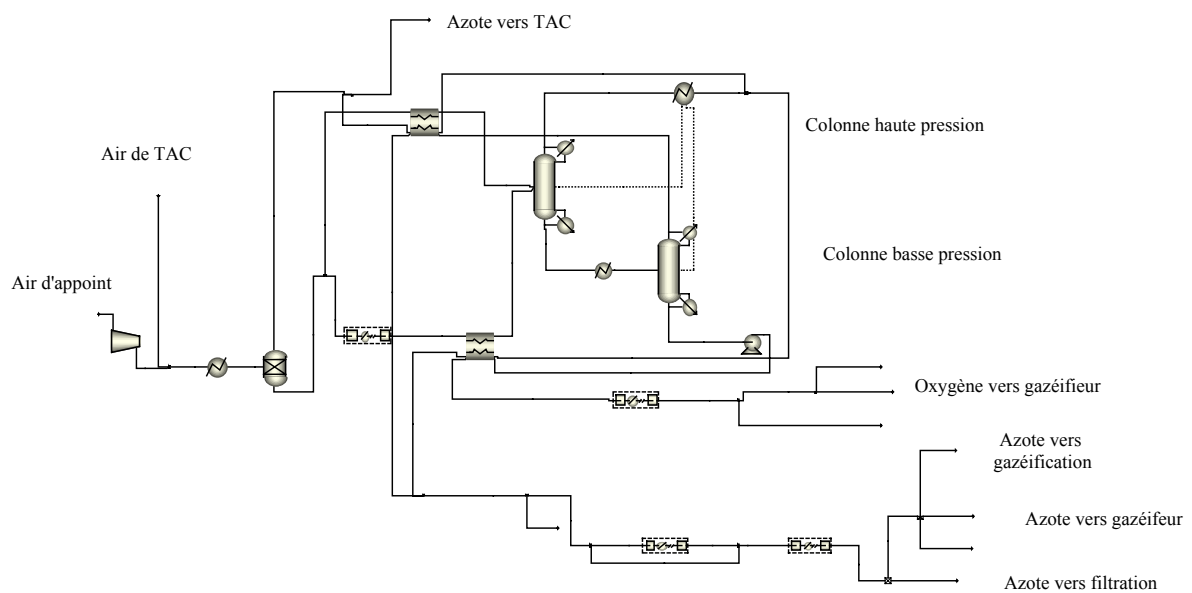 Azote vers TAC
Colonne haute pression
Air de TAC
Colonne basse pression
Air d'appoint
Oxygène vers gazéifieur
Azote vers
gazéification
Azote vers gazéifeur
Azote vers filtration